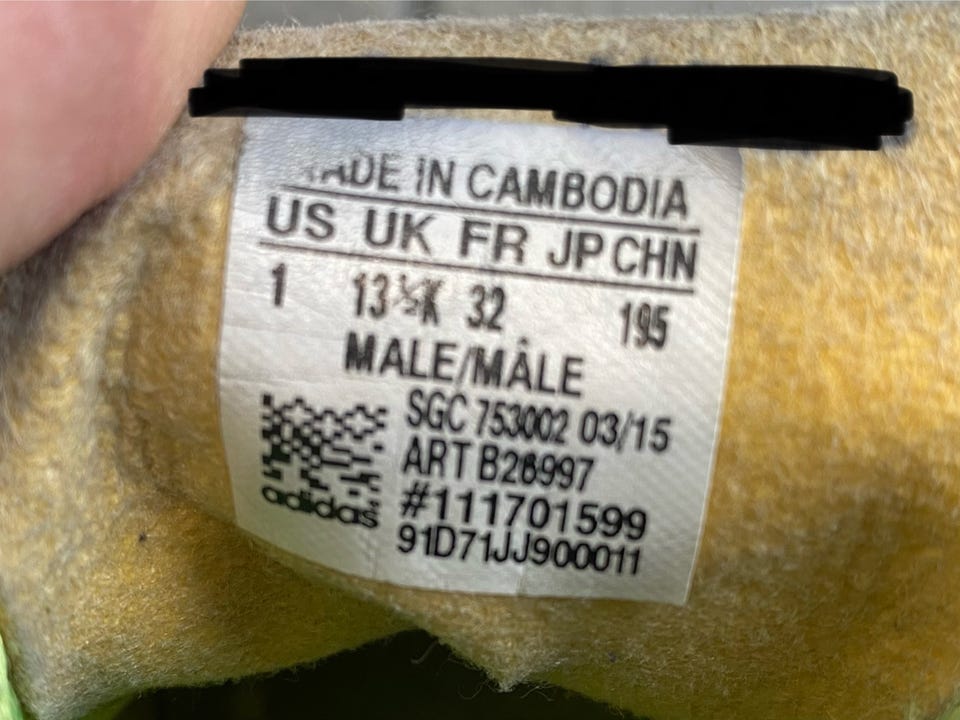 MADE IN CAMBODIA
US UK FR JP CHN
1 13½K 32 195
MALE/MÂLE
SGC 753002 03/15
ART B26997
#111701599
adidas
91D71JJ900011